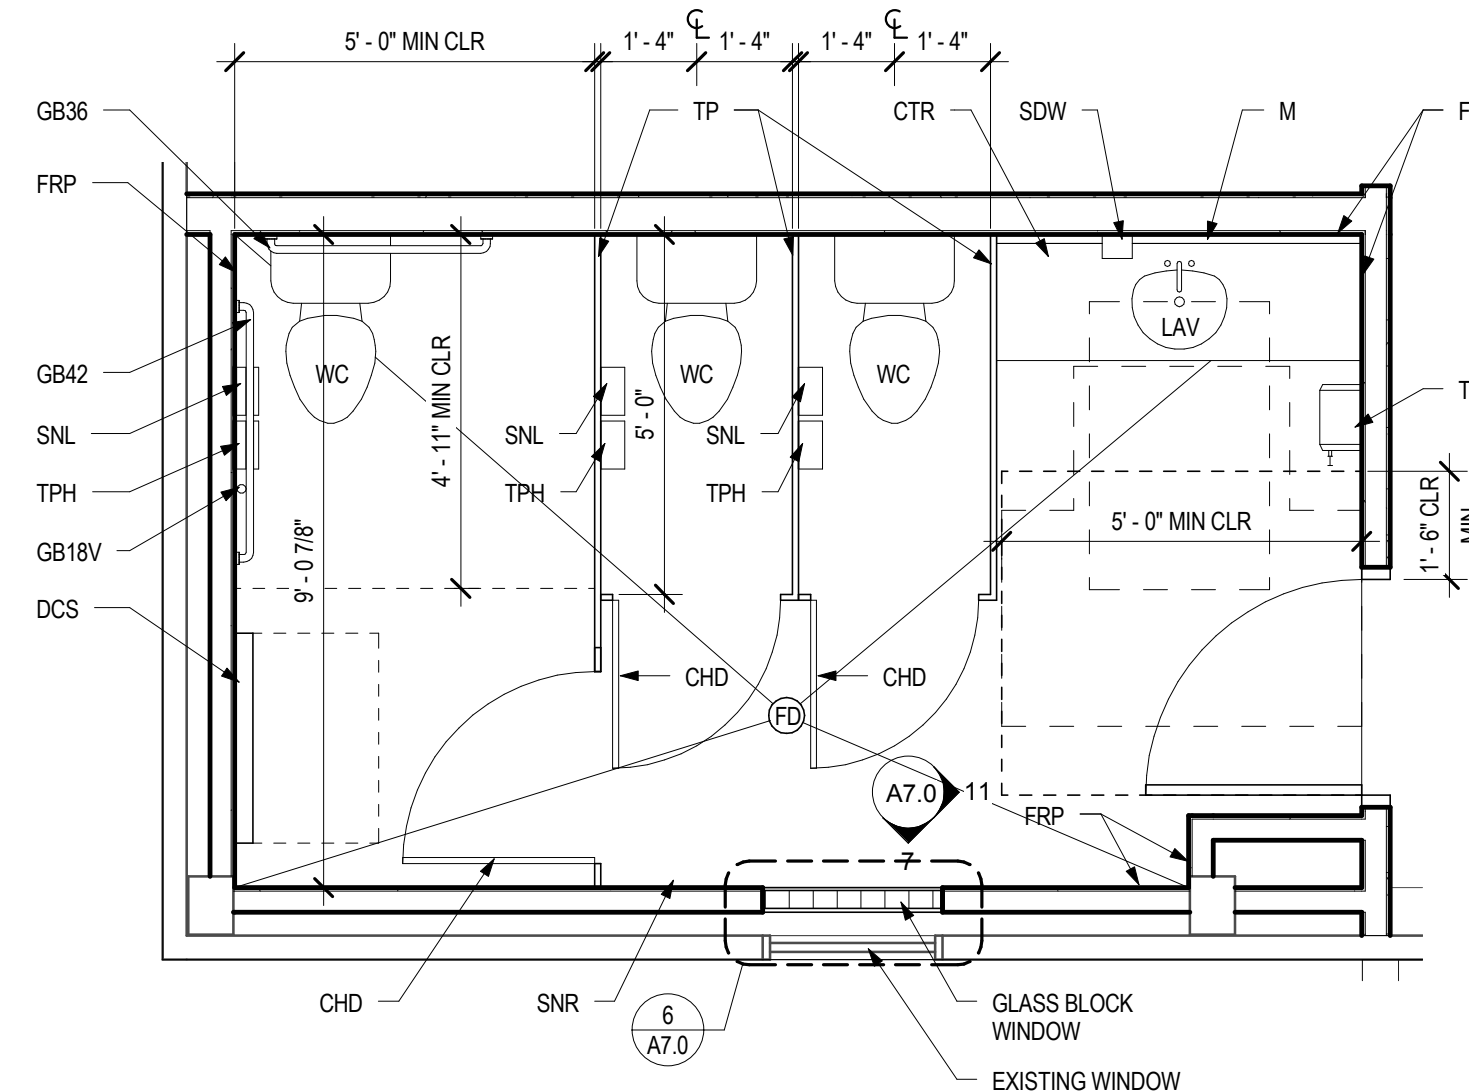 5' - 0" MIN CLR
1' - 4"
CL
1' - 4"
1' - 4"
CL
1' - 4"
GB36
TP
CTR
SDW
M
F
FRP
LAV
GB42
WC
WC
WC
4' - 11" MIN CLR
5' - 0"
T
SNL
SNL
SNL
TPH
TPH
TPH
5' - 0" MIN CLR
1' - 6" CLR
MIN
GB18V
9' - 0 7/8"
DCS
CHD
CHD
FD
A7.0
11
FRP
7
CHD
SNR
6
A7.0
GLASS BLOCK
WINDOW
EXISTING WINDOW